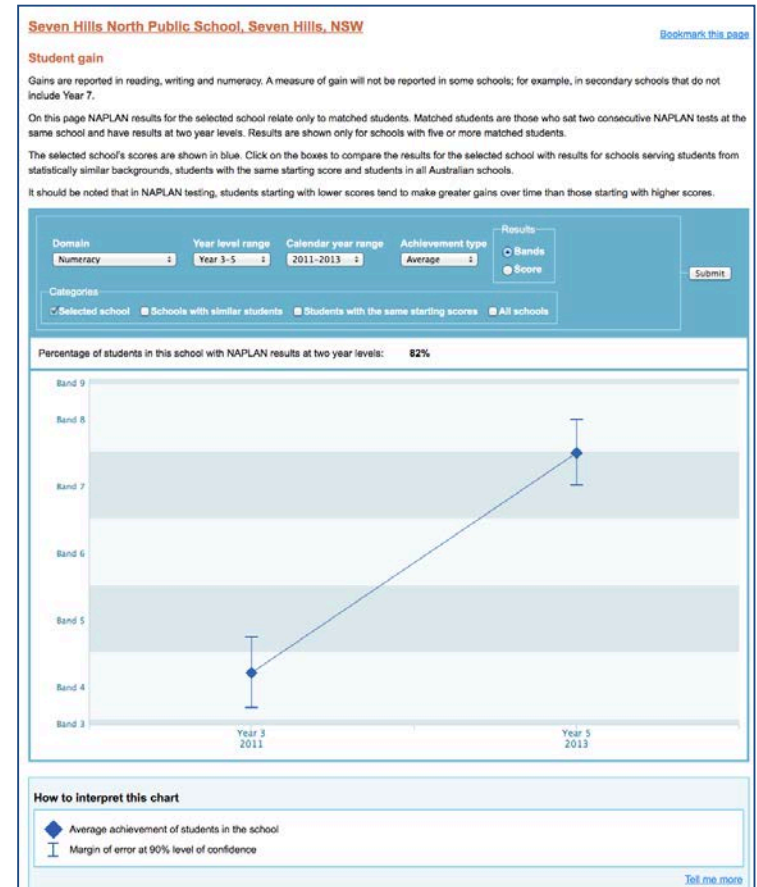 Seven Hills North Public School, Seven Hills, NSW
Bookmark this page
Student gain
Gains are reported in reading, writing and numeracy. A measure of gain will not be reported in some schools; for example, in secondary schools that do not
include Year 7.
On this page NAPLAN results for the selected school relate only to matched students. Matched students are those who sat two consecutive NAPLAN tests at the
same school and have results at two year levels. Results are shown only for schools with five or more matched students.
The selected school's scores are shown in blue. Click on the boxes to compare the results for the selected school with results for schools serving students from
statistically similar backgrounds, students with the same starting score and students in all Australian schools.
It should be noted that in NAPLAN testing, students starting with lower scores tend to make greater gains over time than those starting with higher scores.
Domain Year level range Calendar year range Achievement type Results
Numeracy Year 3-5 2011-2013 Average Bands
Score
Submit
Categories
Selected school Schools with similar students Students with the same starting scores All schools
Percentage of students in this school with NAPLAN results at two year levels: 82%
Band 9
Band 8
Band 7
Band 6
Band 5
Band 4
Band 3
Year 3 Year 5
2011 2013
How to interpret this chart
Average achievement of students in the school
Margin of error at 90% level of confidence
Tell me more